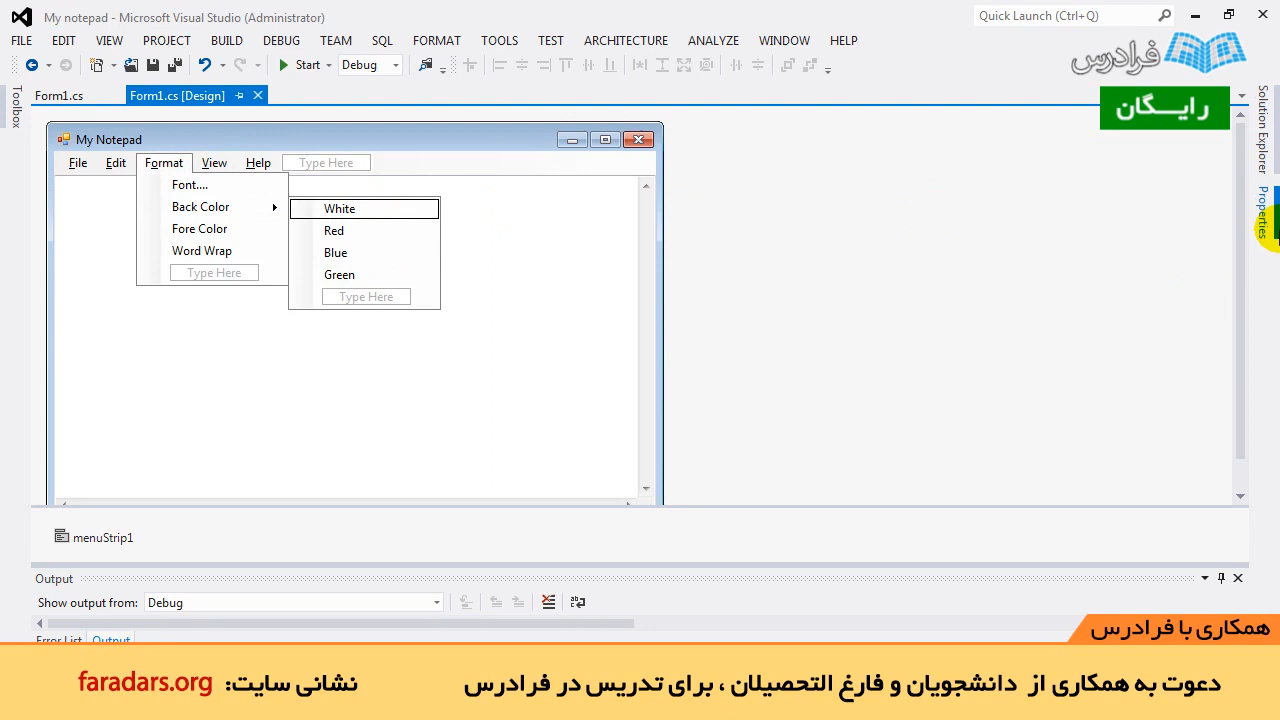 My notepad - Microsoft Visual Studio (Administrator)
Quick Launch (Ctrl+Q)
FILE EDIT VIEW PROJECT BUILD DEBUG TEAM SQL FORMAT TOOLS TEST ARCHITECTURE ANALYZE WINDOW HELP
Start Debug
فرادرس
رایـــگان
Form1.cs Form1.cs [Design]
Toolbox
Solution Explorer
Properties
My Notepad
File Edit Format View Help Type Here
Font....
Back Color
Fore Color
Word Wrap
Type Here
White
Red
Blue
Green
Type Here
menuStrip1
Output
Show output from: Debug
Error List Output
همکاری با فرادرس
دعوت به همکاری از دانشجویان و فارغ التحصیلان ، برای تدریس در فرادرس
نشانی سایت: faradars.org